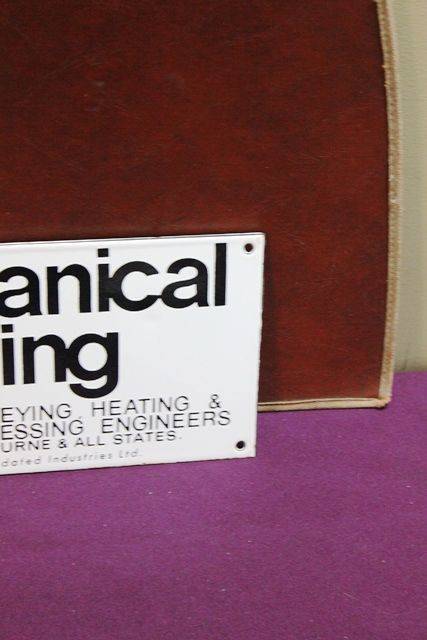 anical
ing
EYING, HEATING &
ESSING ENGINEERS
URNE & ALL STATES.
dated Industries Ltd.